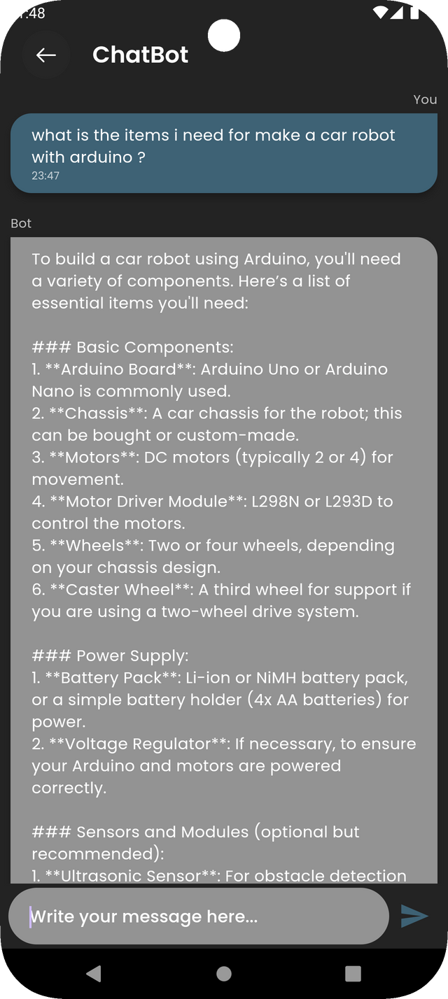 :48
ChatBot
You
what is the items i need for make a car robot
with arduino ?
23:47
Bot
To build a car robot using Arduino, you'll need
a variety of components. Here’s a list of
essential items you'll need:
### Basic Components:
1. **Arduino Board**: Arduino Uno or Arduino
Nano is commonly used.
2. **Chassis**: A car chassis for the robot; this
can be bought or custom-made.
3. **Motors**: DC motors (typically 2 or 4) for
movement.
4. **Motor Driver Module**: L298N or L293D to
control the motors.
5. **Wheels**: Two or four wheels, depending
on your chassis design.
6. **Caster Wheel**: A third wheel for support if
you are using a two-wheel drive system.
### Power Supply:
1. **Battery Pack**: Li-ion or NiMH battery pack,
or a simple battery holder (4x AA batteries) for
power.
2. **Voltage Regulator**: If necessary, to ensure
your Arduino and motors are powered
correctly.
### Sensors and Modules (optional but
recommended):
1. **Ultrasonic Sensor**: For obstacle detection
Write your message here...